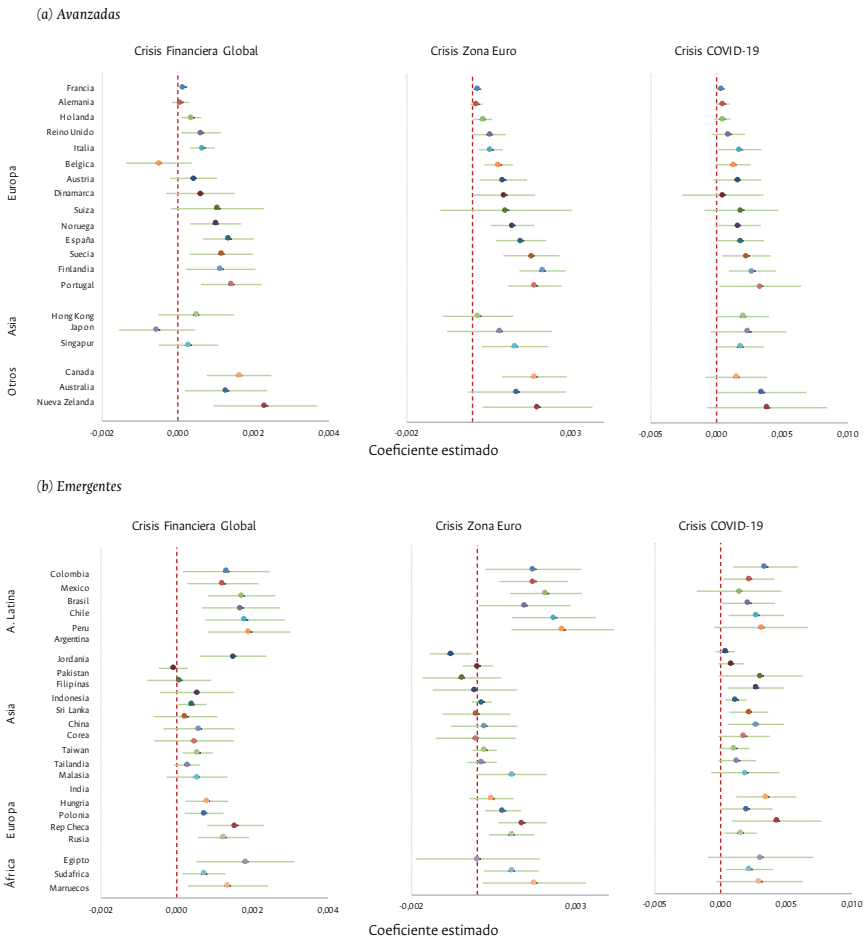 (a) Avanzadas
Crisis Financiera Global
Crisis Zona Euro
Crisis COVID-19
Europa
Francia
Alemania
Holanda
Reino Unido
Italia
Belgica
Austria
Dinamarca
Suiza
Noruega
España
Suecia
Finlandia
Portugal
Asia
Hong Kong
Japon
Singapur
Otros
Canada
Australia
Nueva Zelanda
-0,002 0,000 0,002 0,004
-0,002 0,003
-0,005 0,000 0,005 0,010
Coeficiente estimado
(b) Emergentes
Crisis Financiera Global
Crisis Zona Euro
Crisis COVID-19
A. Latina
Colombia
Mexico
Brasil
Chile
Peru
Argentina
Asia
Jordania
Pakistan
Filipinas
Indonesia
Sri Lanka
China
Corea
Taiwan
Tailandia
Malasia
India
Europa
Hungria
Polonia
Rep Checa
Rusia
África
Egipto
Sudafrica
Marruecos
-0,002 0,000 0,002 0,004
-0,002 0,003
-0,005 0,000 0,005 0,010
Coeficiente estimado